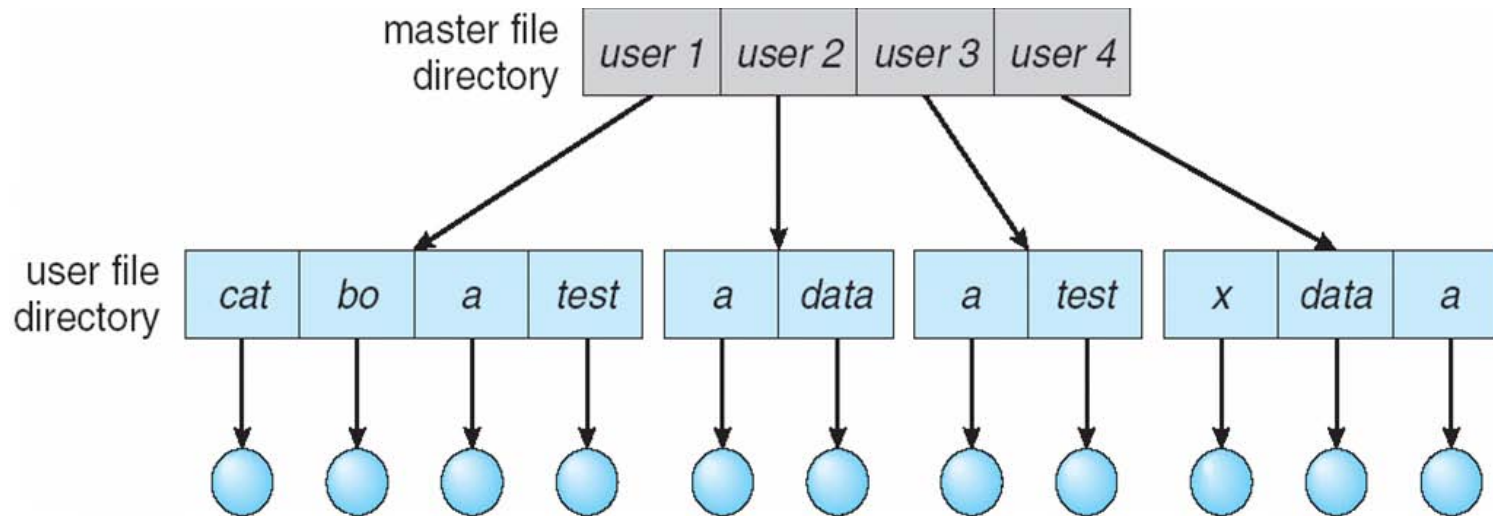 master file
directory
user 1 user 2 user 3 user 4
user file
directory
cat bo a test a data a test x data a